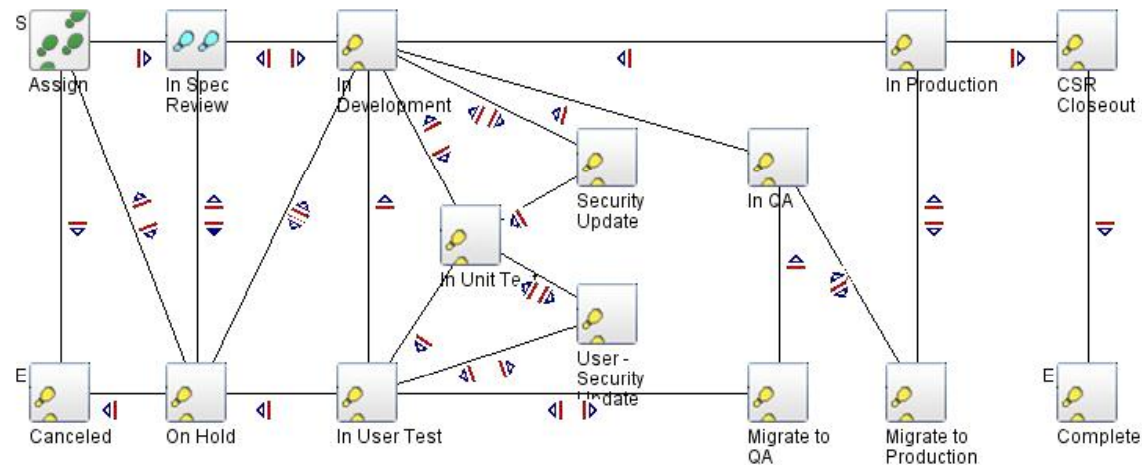 S
Assign
In Spec
Review
In
Development
In Production
CSR
Closeout
Security
Update
In QA
In Unit Te
User -
Security
Update
E
Canceled
On Hold
In User Test
Migrate to
QA
Migrate to
Production
E
Complete